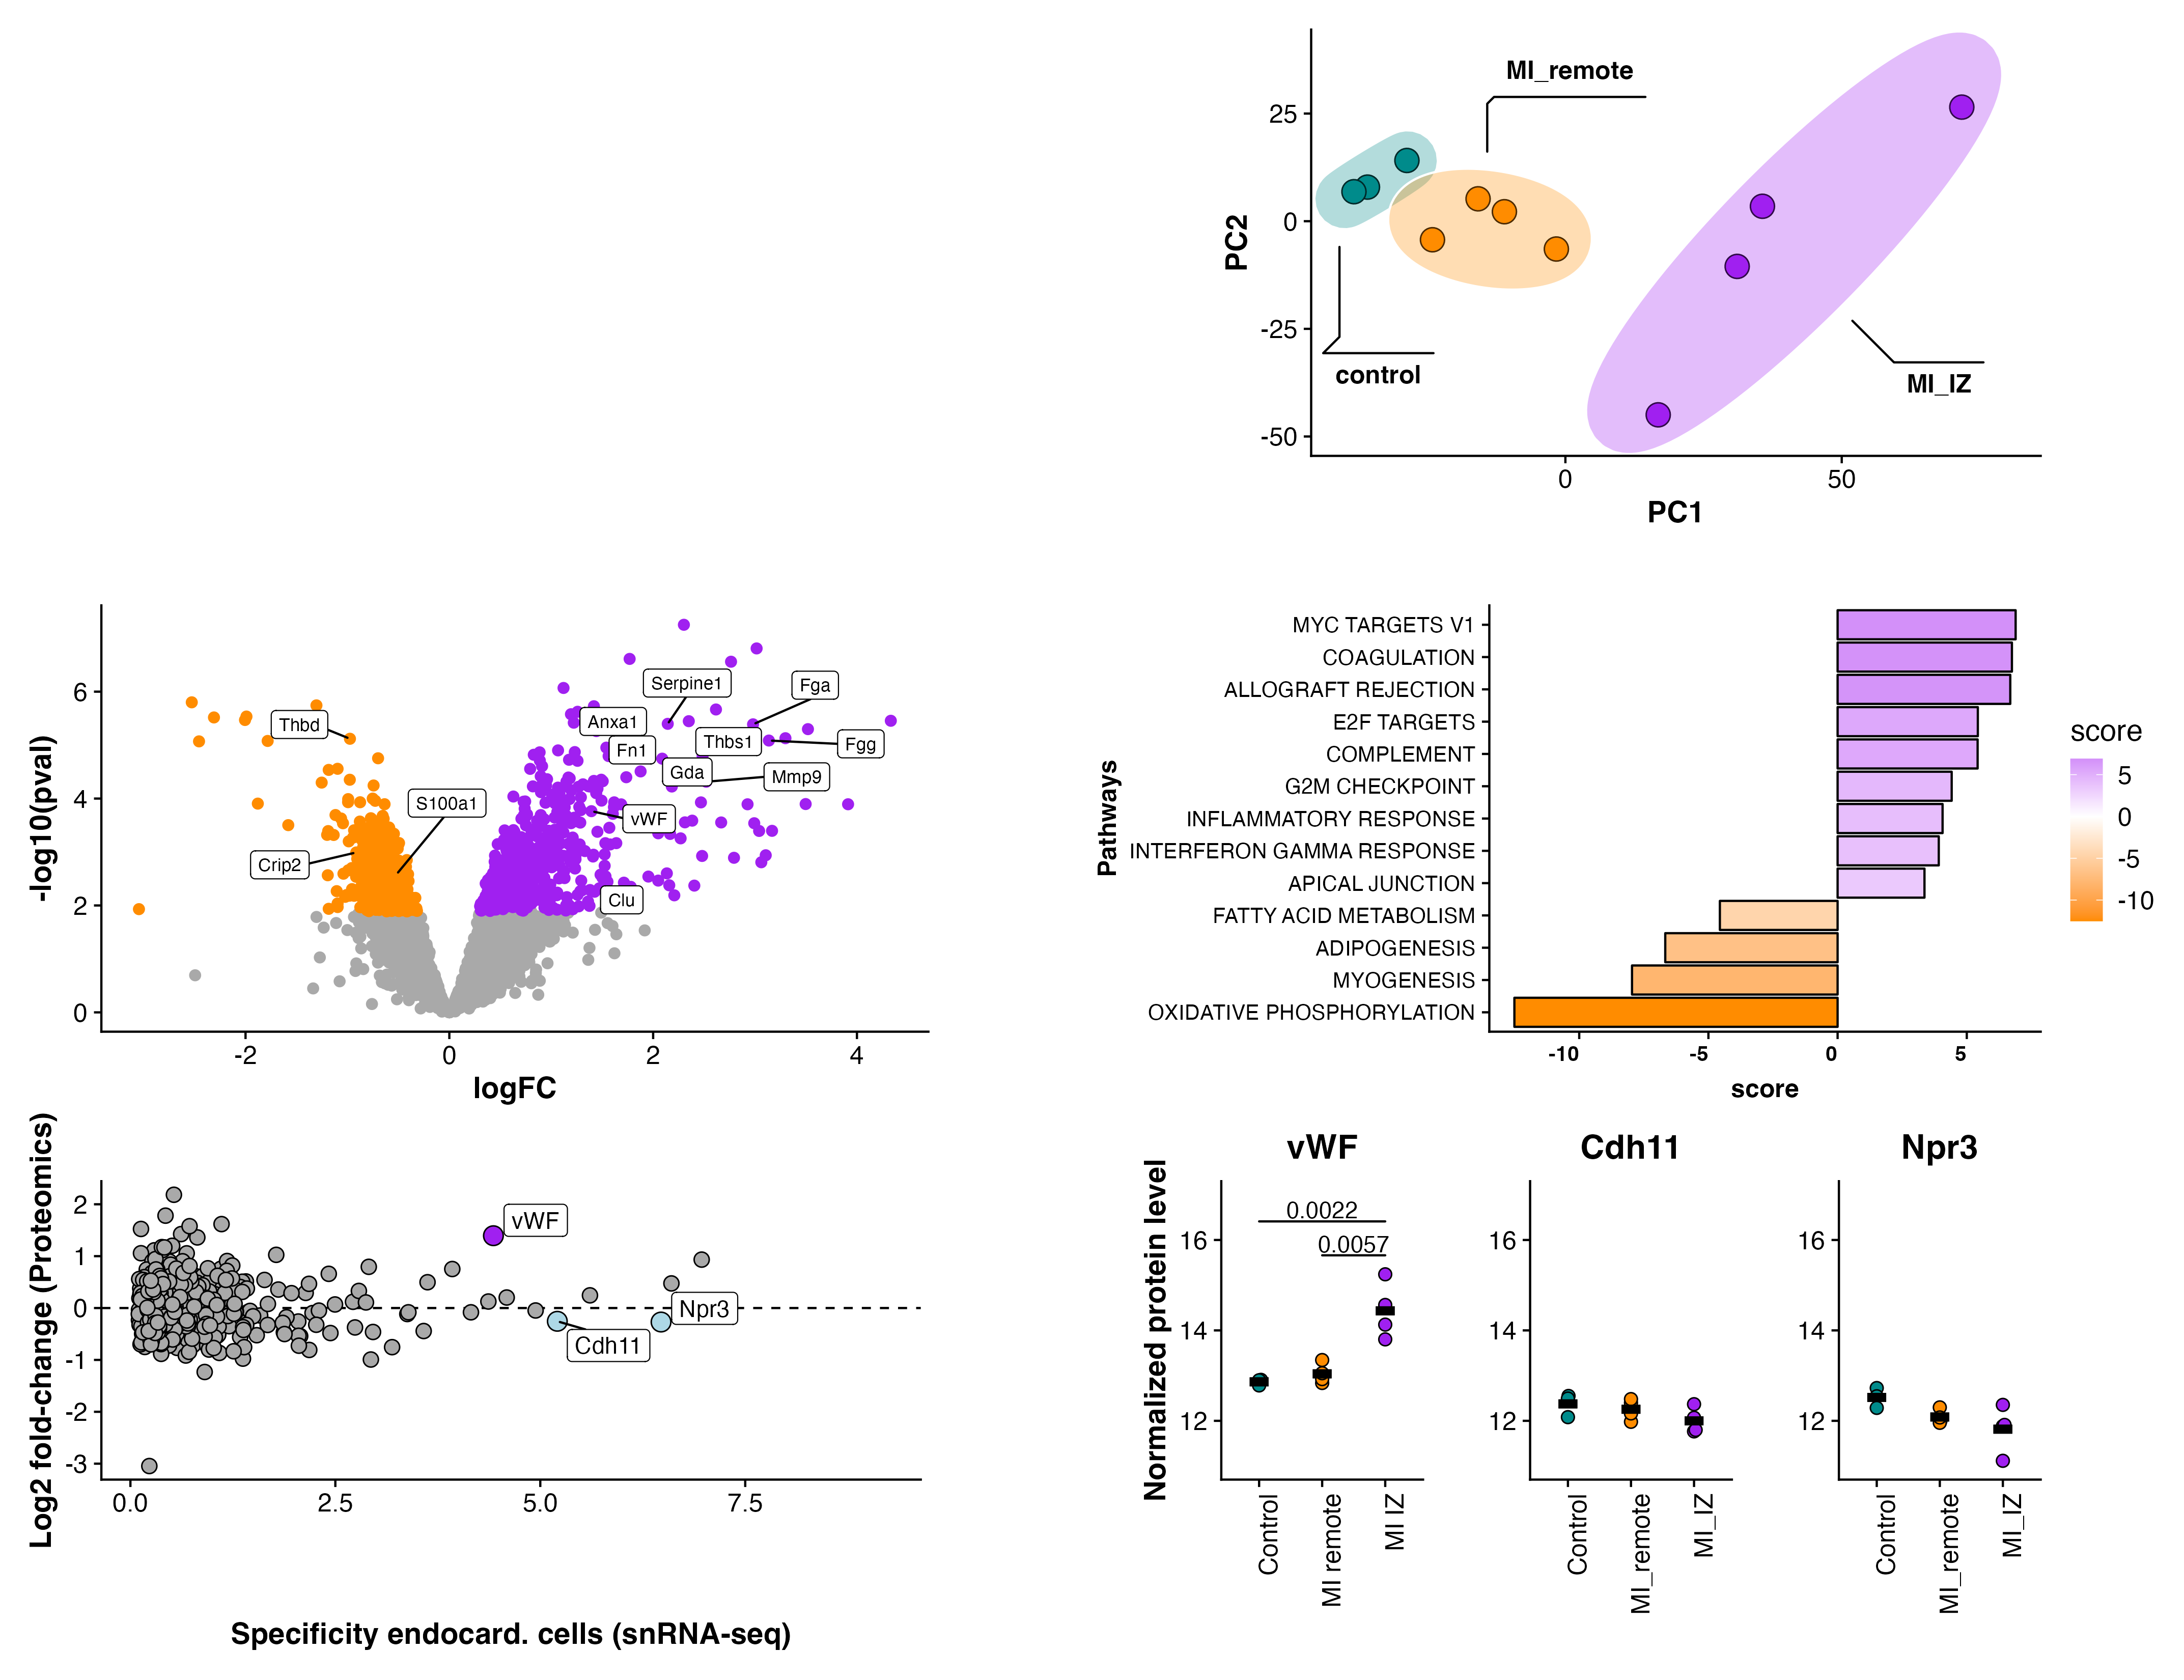 MI_remote
25
0
-25
-50
PC2
control
MI_IZ
0 50
PC1
-log10(pval)
6
4
2
0
Thbd
S100a1
Crip2
Serpine1
Fga
Anxa1
Fn1
Thbs1
Fgg
Gda
Mmp9
vWF
Clu
-2 0 2 4
logFC
Pathways
MYC TARGETS V1
COAGULATION
ALLOGRAFT REJECTION
E2F TARGETS
COMPLEMENT
G2M CHECKPOINT
INFLAMMATORY RESPONSE
INTERFERON GAMMA RESPONSE
APICAL JUNCTION
FATTY ACID METABOLISM
ADIPOGENESIS
MYOGENESIS
OXIDATIVE PHOSPHORYLATION
-10 -5 0 5
score
score
5
0
-5
-10
Log2 fold-change (Proteomics)
2
1
0
-1
-2
-3
vWF
Npr3
Cdh11
0.0 2.5 5.0 7.5
Specificity endocard. cells (snRNA-seq)
Normalized protein level
vWF
0.0022
0.0057
16
14
12
Control
MI remote
MI IZ
Cdh11
16
14
12
Control
MI_remote
MI_IZ
Npr3
16
14
12
Control
MI_remote
MI_IZ